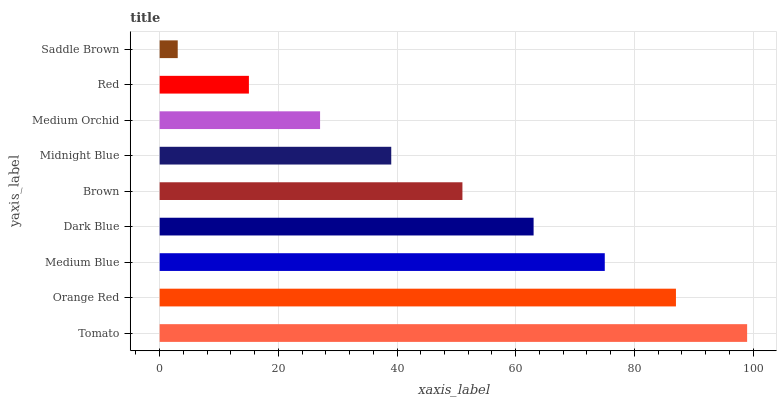 title
Saddle Brown
Red
Medium Orchid
Midnight Blue
Brown
Dark Blue
Medium Blue
Orange Red
Tomato
yaxis_label
0 20 40 60 80 100
xaxis_label